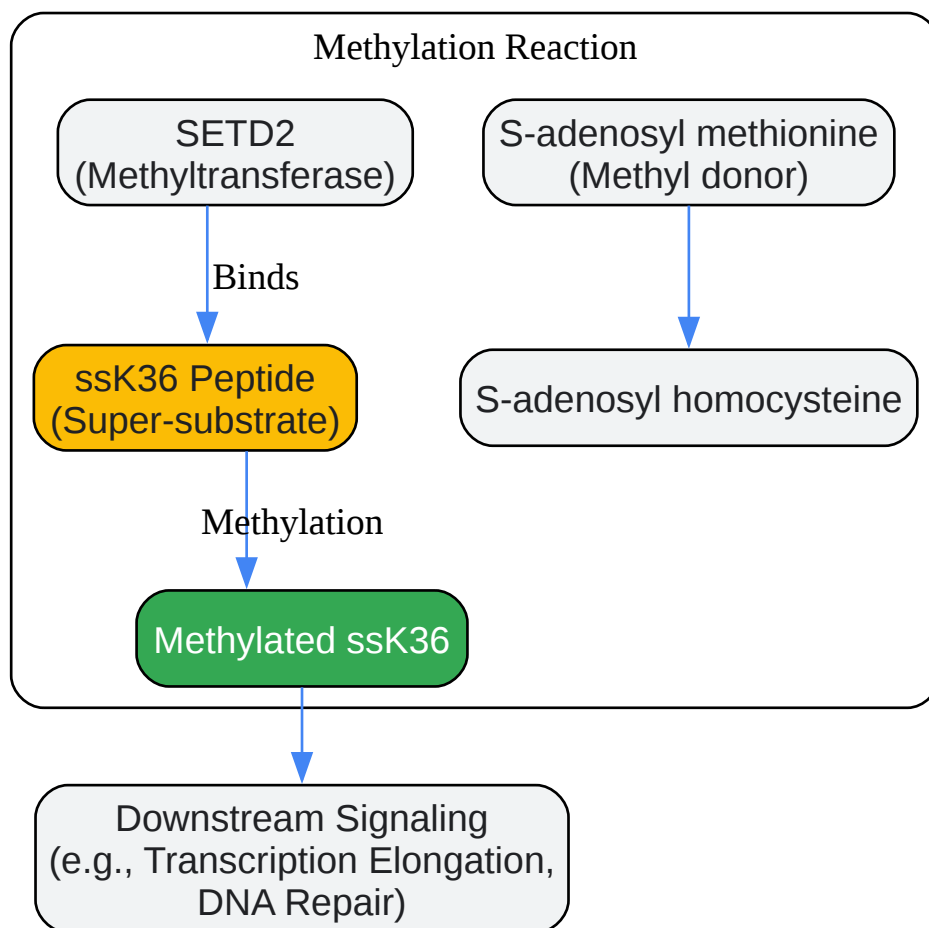 Methylation Reaction
SETD2
(Methyltransferase)
S-adenosyl methionine
(Methyl donor)
Binds
ssK36 Peptide
(Super-substrate)
S-adenosyl homocysteine
Methylation
Methylated ssK36
Downstream Signaling
(e.g., Transcription Elongation,
DNA Repair)